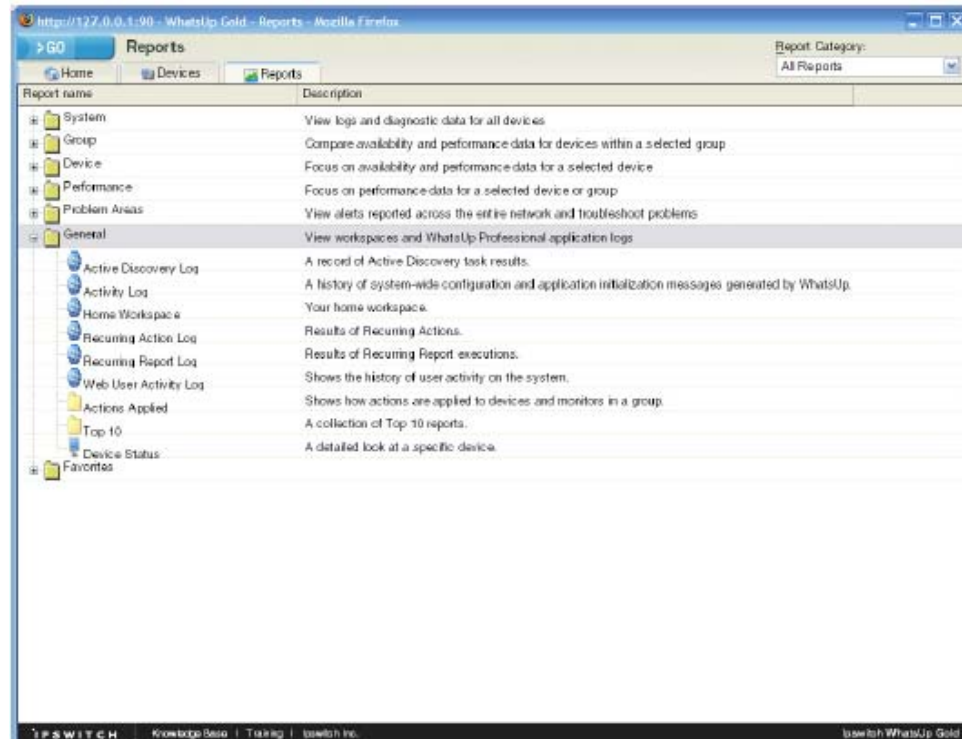 http://127.0.0.1:90 - WhatsUp Gold - Reports - Mozilla Firefox
GO Reports Report Category:
Home Devices Reports All Reports
Report name Description
System View logs and diagnostic data for all devices
Group Compare availability and performance data for devices within a selected group
Device Focus on availability and performance data for a selected device
Performance Focus on performance data for a selected device or group
Problem Areas View alerts reported across the entire network and troubleshoot problems
General View workspaces and WhatsUp Professional application logs
Active Discovery Log A record of Active Discovery task results.
Activity Log A history of system-wide configuration and application initialization messages generated by WhatsUp.
Home Workspace Your home workspace.
Recurring Action Log Results of Recurring Actions.
Recurring Report Log Results of Recurring Report executions.
Web User Activity Log Shows the history of user activity on the system.
Actions Applied Shows how actions are applied to devices and monitors in a group.
Top 10 A collection of Top 10 reports.
Device Status A detailed look at a specific device.
Favorites
IPSWITCH Knowledge Base | Training | Ipswitch Inc. Ipswitch WhatsUp Gold